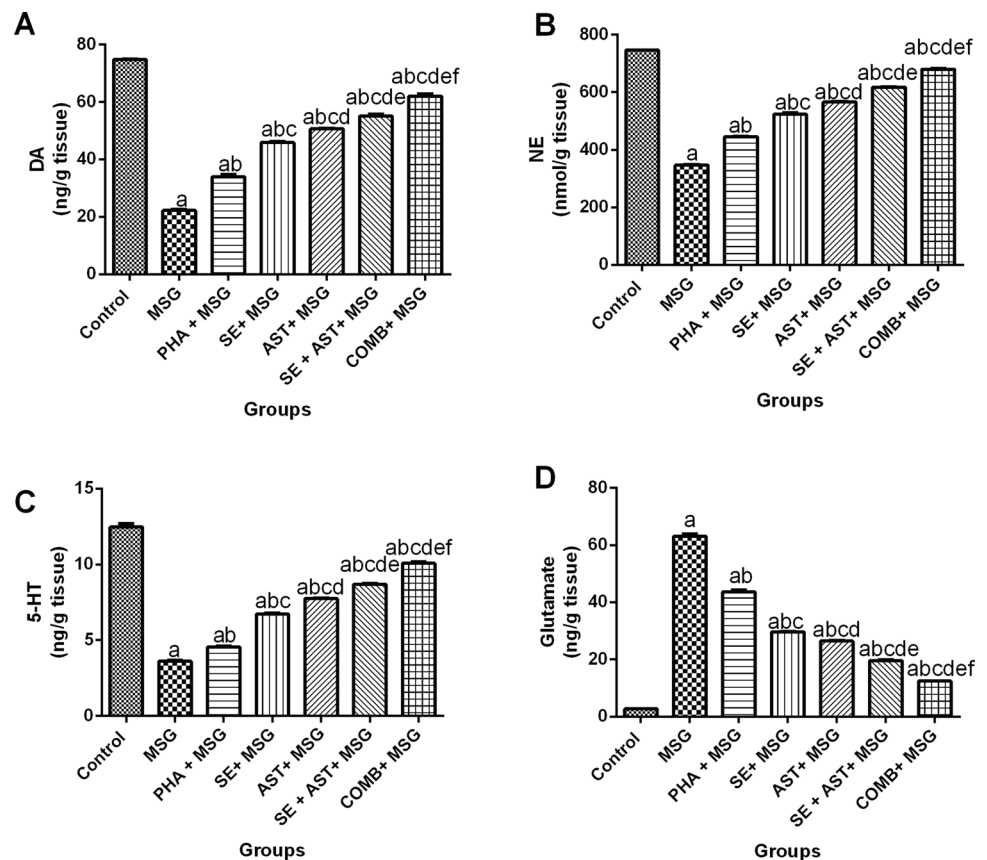 A
DA
(ng/g tissue)
80
60
40
20
0
a
ab
abc
abcd
abcde
abcdef
Control
MSG
PHA + MSG
SE+ MSG
AST+ MSG
SE + AST+ MSG
COMB+ MSG
Groups
B
NE
(nmol/g tissue)
800
600
400
200
0
a
ab
abc
abcd
abcde
abcdef
Control
MSG
PHA + MSG
SE+ MSG
AST+ MSG
SE + AST+ MSG
COMB+ MSG
Groups
C
5-HT
(ng/g tissue)
15
10
5
0
a
ab
abc
abcd
abcde
abcdef
Control
MSG
PHA + MSG
SE+ MSG
AST+ MSG
SE + AST+ MSG
COMB+ MSG
Groups
D
Glutamate
(ng/g tissue)
80
60
40
20
0
a
ab
abc
abcd
abcde
abcdef
Control
MSG
PHA + MSG
SE+ MSG
AST+ MSG
SE + AST+ MSG
COMB+ MSG
Groups